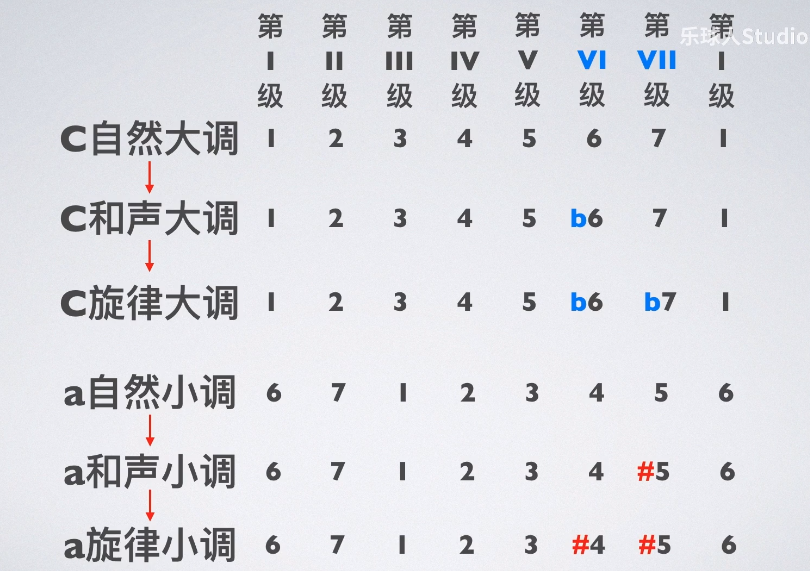 第 第 第 第 第 第 第 第
乐球人Studio
I II III IV V VI VII I
级 级 级 级 级 级 级 级
C自然大调 1 2 3 4 5 6 7 1
C和声大调 1 2 3 4 5 b6 7 1
C旋律大调 1 2 3 4 5 b6 b7 1
a自然小调 6 7 1 2 3 4 5 6
a和声小调 6 7 1 2 3 4 #5 6
a旋律小调 6 7 1 2 3 #4 #5 6